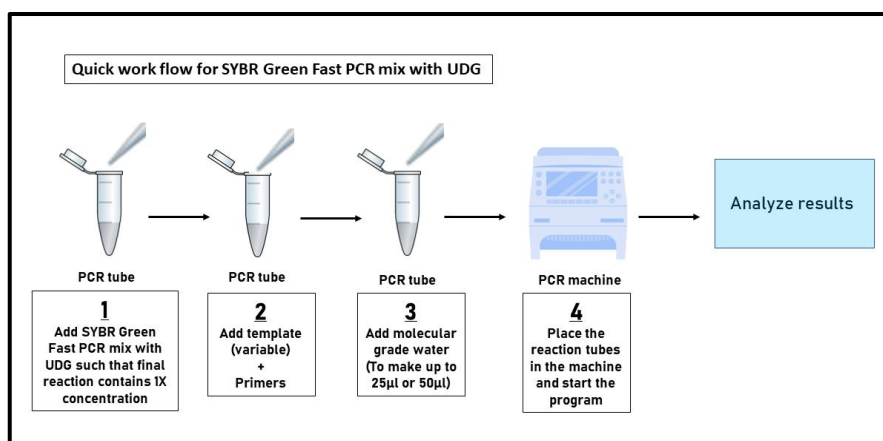 Quick work flow for SYBR Green Fast PCR mix with UDG
PCR tube
PCR tube
PCR tube
PCR machine
Analyze results
1
Add SYBR Green
Fast PCR mix with
UDG such that final
reaction contains 1X
concentration
2
Add template
(variable)
+
Primers
3
Add molecular
grade water
(To make up to
25µl or 50µl)
4
Place the
reaction tubes
in the machine
and start the
program